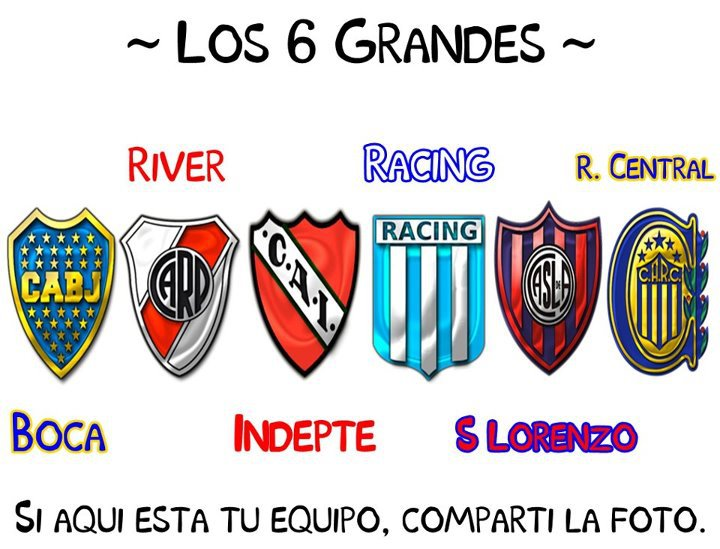 ~ Los 6 Grandes ~
River
Racing
R. Central
CABJ
CARP
C.A.I.
RACING
CASLA
DE
C.A.R.C.
Boca
Indepte
S Lorenzo
Si aqui esta tu equipo, comparti la foto.